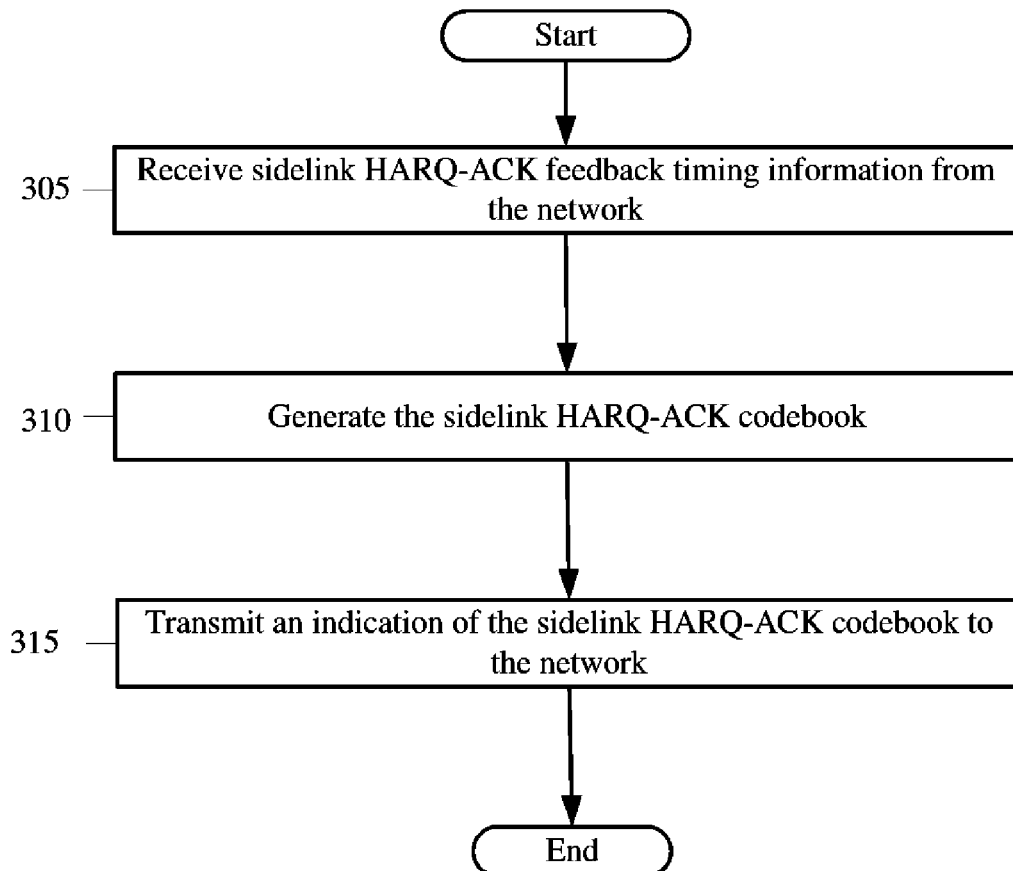 Start
305
Receive sidelink HARQ-ACK feedback timing information from
the network
310
Generate the sidelink HARQ-ACK codebook
315
Transmit an indication of the sidelink HARQ-ACK codebook to
the network
End